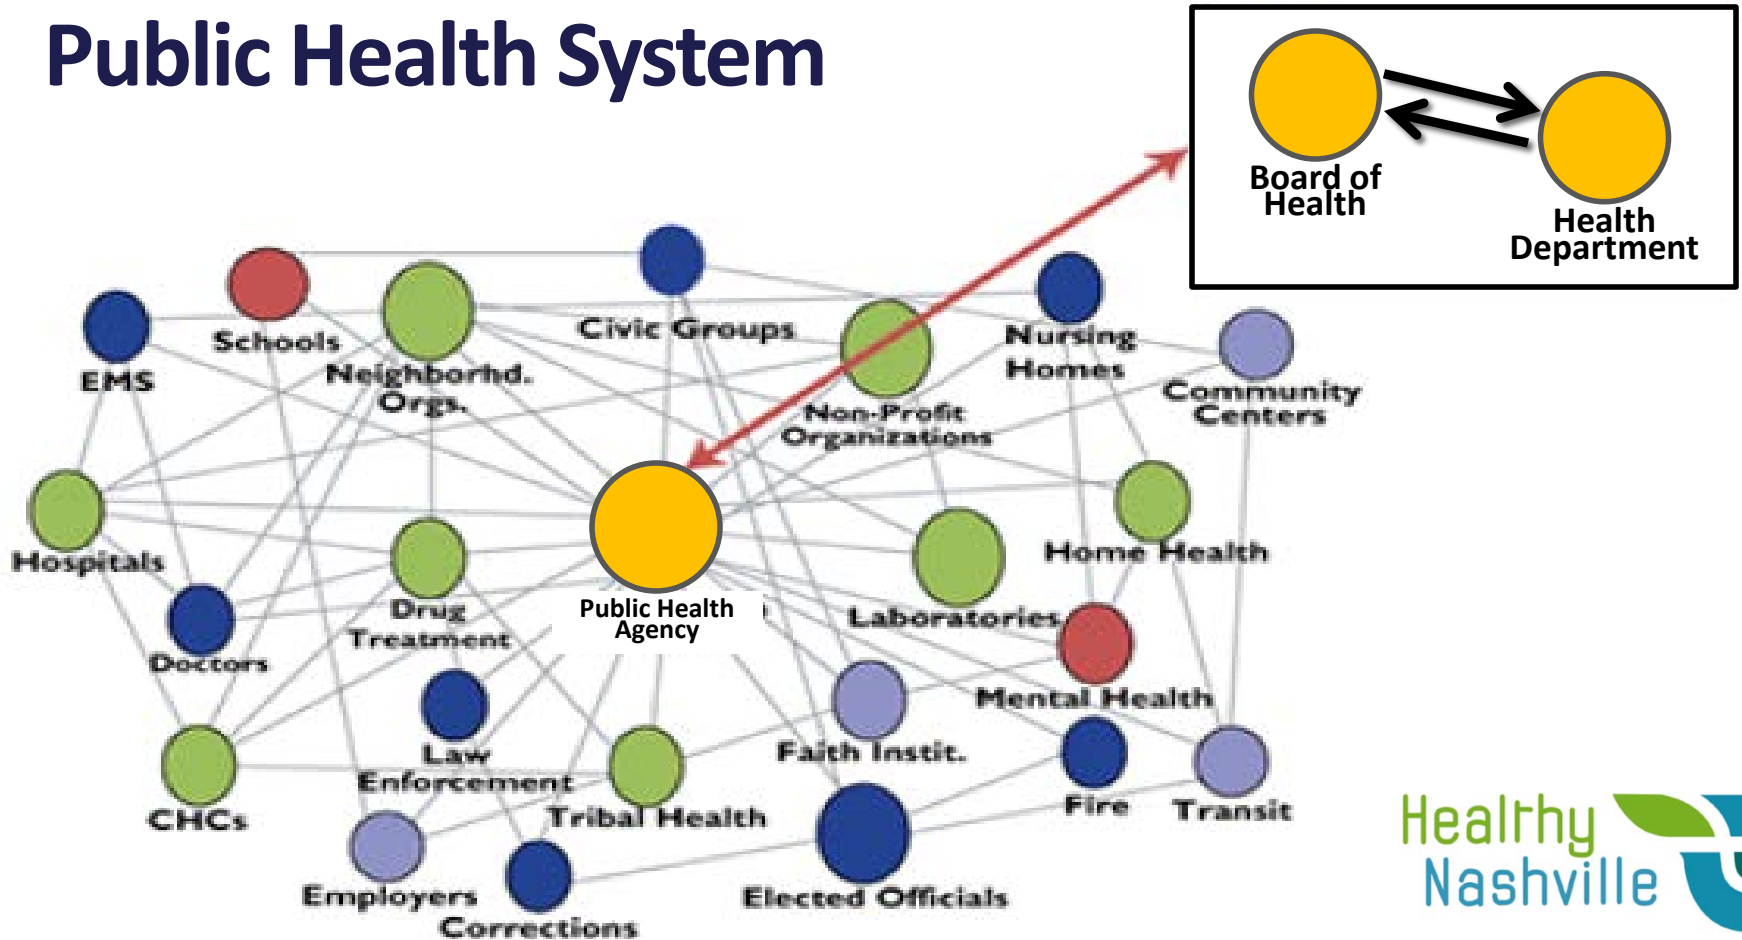 Public Health System
Board of
Health
Health
Department
Civic Groups
Schools
Nursing
Homes
EMS
Neighborhd.
Orgs.
Community
Centers
Non-Profit
Organizations
Hospitals
Home Health
Drug
Treatment
Public Health
Agency
Laboratories
Doctors
Mental Health
Law
Enforcement
Faith Instit.
Fire
Transit
CHCs
Tribal Health
Employers
Elected Officials
Corrections
Healthy
Nashville